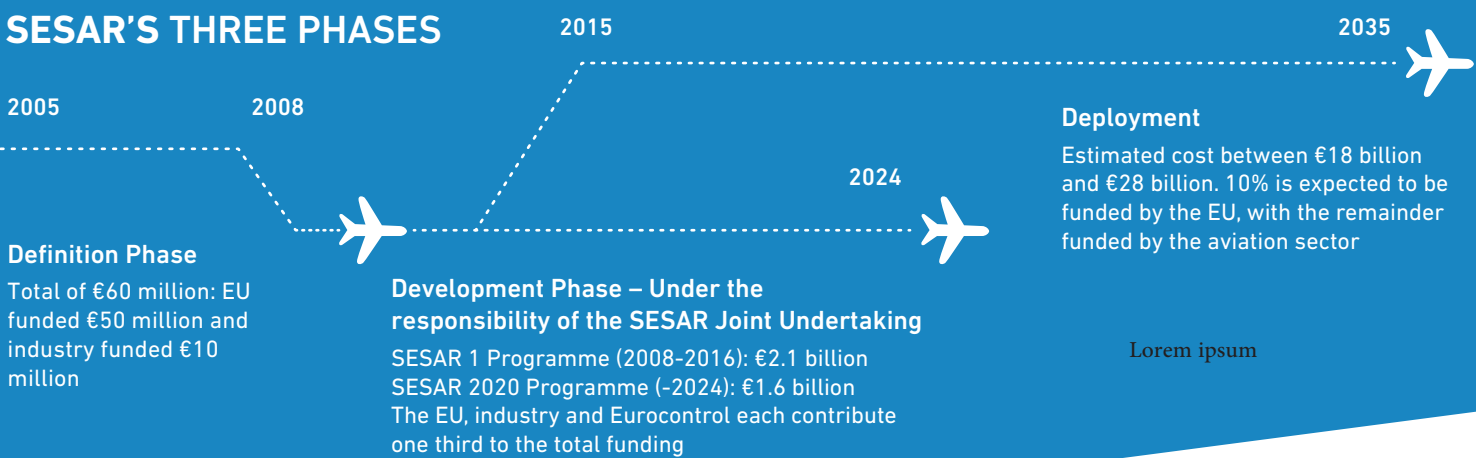 SESAR'S THREE PHASES
2005
2008
2015
2024
2035
Definition Phase
Total of €60 million: EU
funded €50 million and
industry funded €10
million
Development Phase – Under the
responsibility of the SESAR Joint Undertaking
SESAR 1 Programme (2008-2016): €2.1 billion
SESAR 2020 Programme (-2024): €1.6 billion
The EU, industry and Eurocontrol each contribute
one third to the total funding
Deployment
Estimated cost between €18 billion
and €28 billion. 10% is expected to be
funded by the EU, with the remainder
funded by the aviation sector
Lorem ipsum